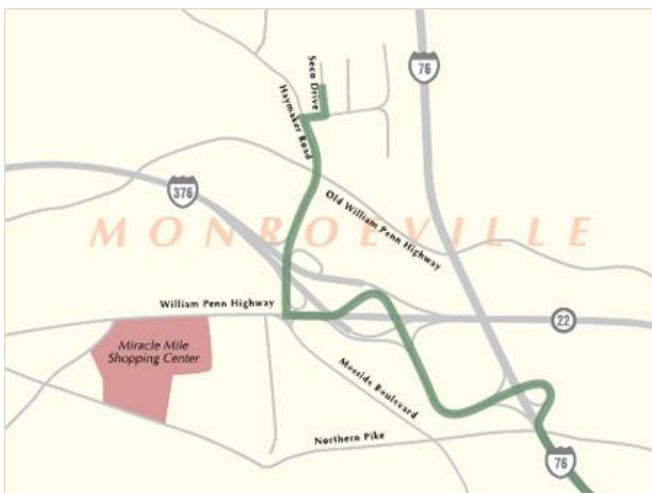 76
Seco Drive
Haymaker Road
376
Old William Penn Highway
MONROEVILLE
William Penn Highway
22
Miracle Mile
Shopping Center
Mosside Boulevard
Northern Pike
76